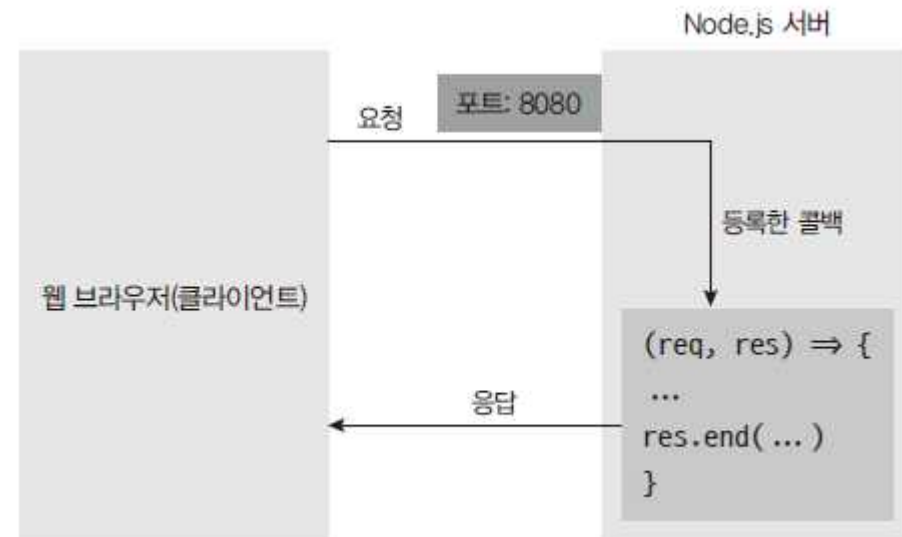 Node.js 서버
포트: 8080
요청
등록한 콜백
웹 브라우저(클라이언트)
(req, res) ⇒ {
...
res.end( ... )
}
응답